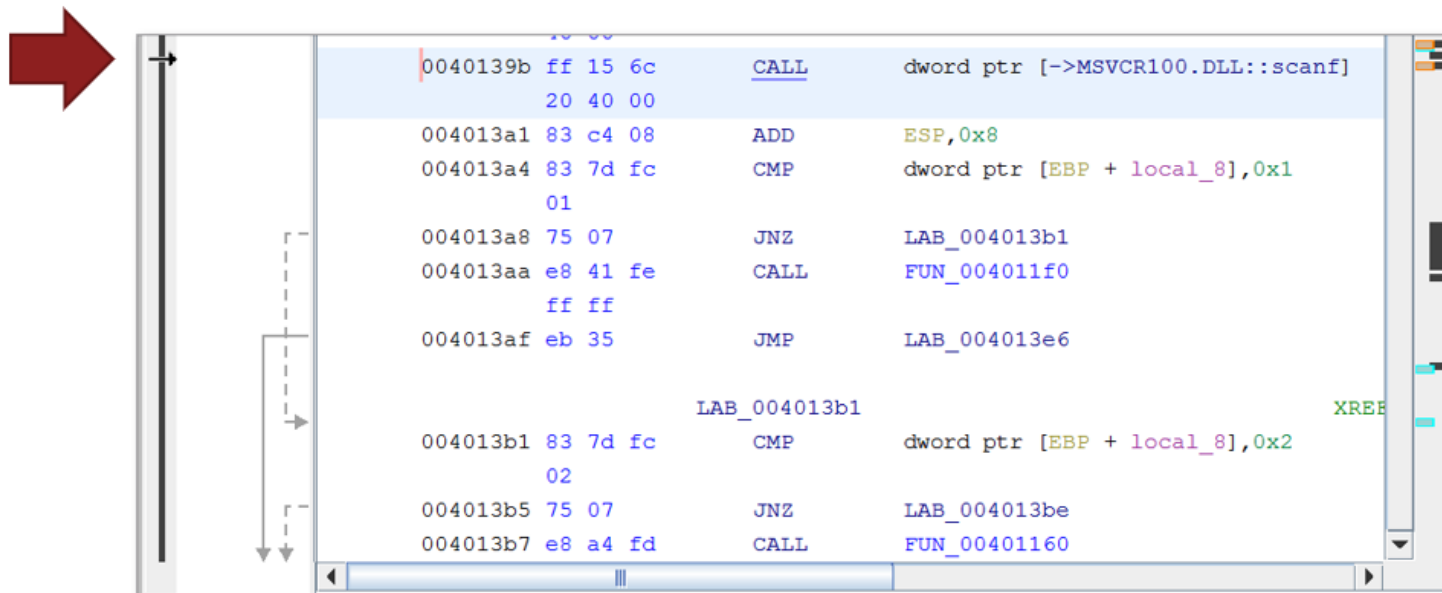 0040139b ff 15 6c CALL dword ptr [->MSVCR100.DLL::scanf]
20 40 00
004013a1 83 c4 08 ADD ESP,0x8
004013a4 83 7d fc CMP dword ptr [EBP + local_8],0x1
01
004013a8 75 07 JNZ LAB_004013b1
004013aa e8 41 fe CALL FUN_004011f0
ff ff
004013af eb 35 JMP LAB_004013e6
LAB_004013b1 XREF
004013b1 83 7d fc CMP dword ptr [EBP + local_8],0x2
02
004013b5 75 07 JNZ LAB_004013be
004013b7 e8 a4 fd CALL FUN_00401160